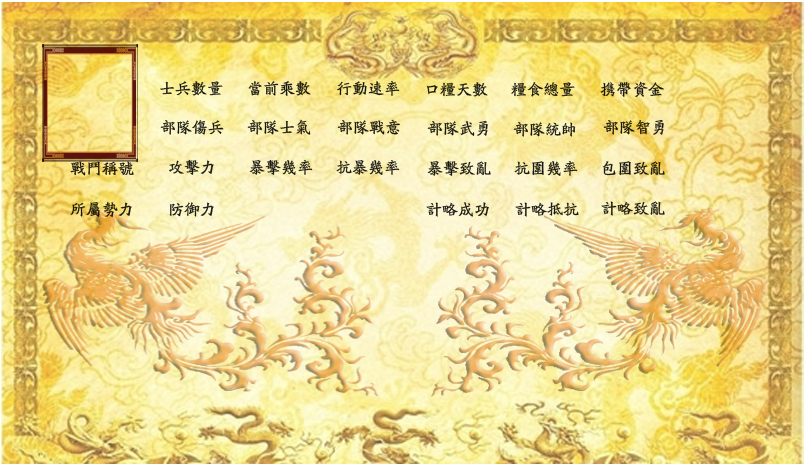 士兵數量 當前乘數 行動速率 口糧天數 糧食總量 携帶資金
部隊傷兵 部隊士氣 部隊戰意 部隊武勇 部隊統帥 部隊智勇
戰鬥稱號 攻擊力 暴擊幾率 抗暴幾率 暴擊致亂 抗圍幾率 包圍致亂
所屬勢力 防御力 計略成功 計略抵抗 計略致亂